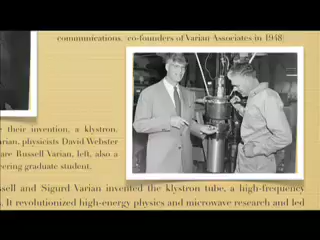 communications. co-founders of Varian Associates in 1948
e their invention, a klystron.
arian, physicists David Webster
are Russell Varian, left, also a
eering graduate student.
ssell and Sigurd Varian invented the klystron tube, a high-frequency
. It revolutionized high-energy physics and microwave research and led